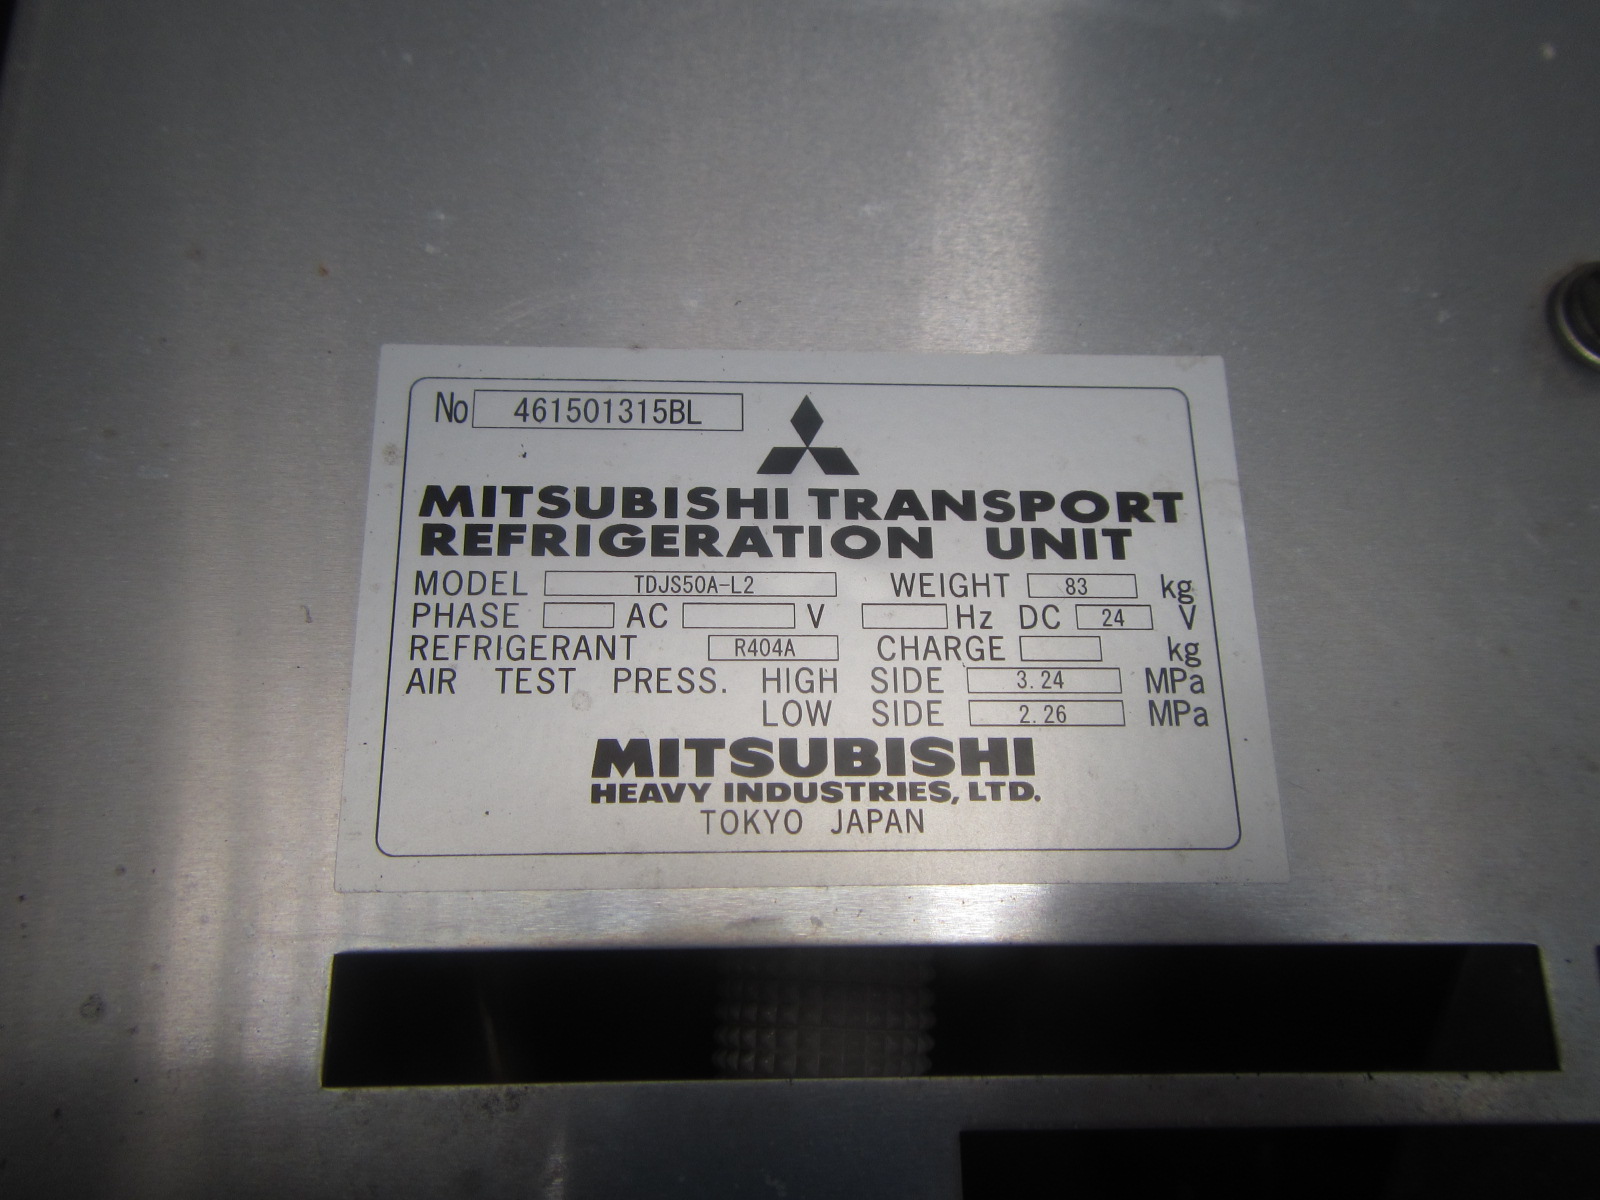 No 461501315BL
MITSUBISHI TRANSPORT
REFRIGERATION UNIT
MODEL TDJS50A-L2 WEIGHT 83 kg
PHASE AC V Hz DC 24 V
REFRIGERANT R404A CHARGE kg
AIR TEST PRESS. HIGH SIDE 3.24 MPa
LOW SIDE 2.26 MPa
MITSUBISHI
HEAVY INDUSTRIES, LTD.
TOKYO JAPAN